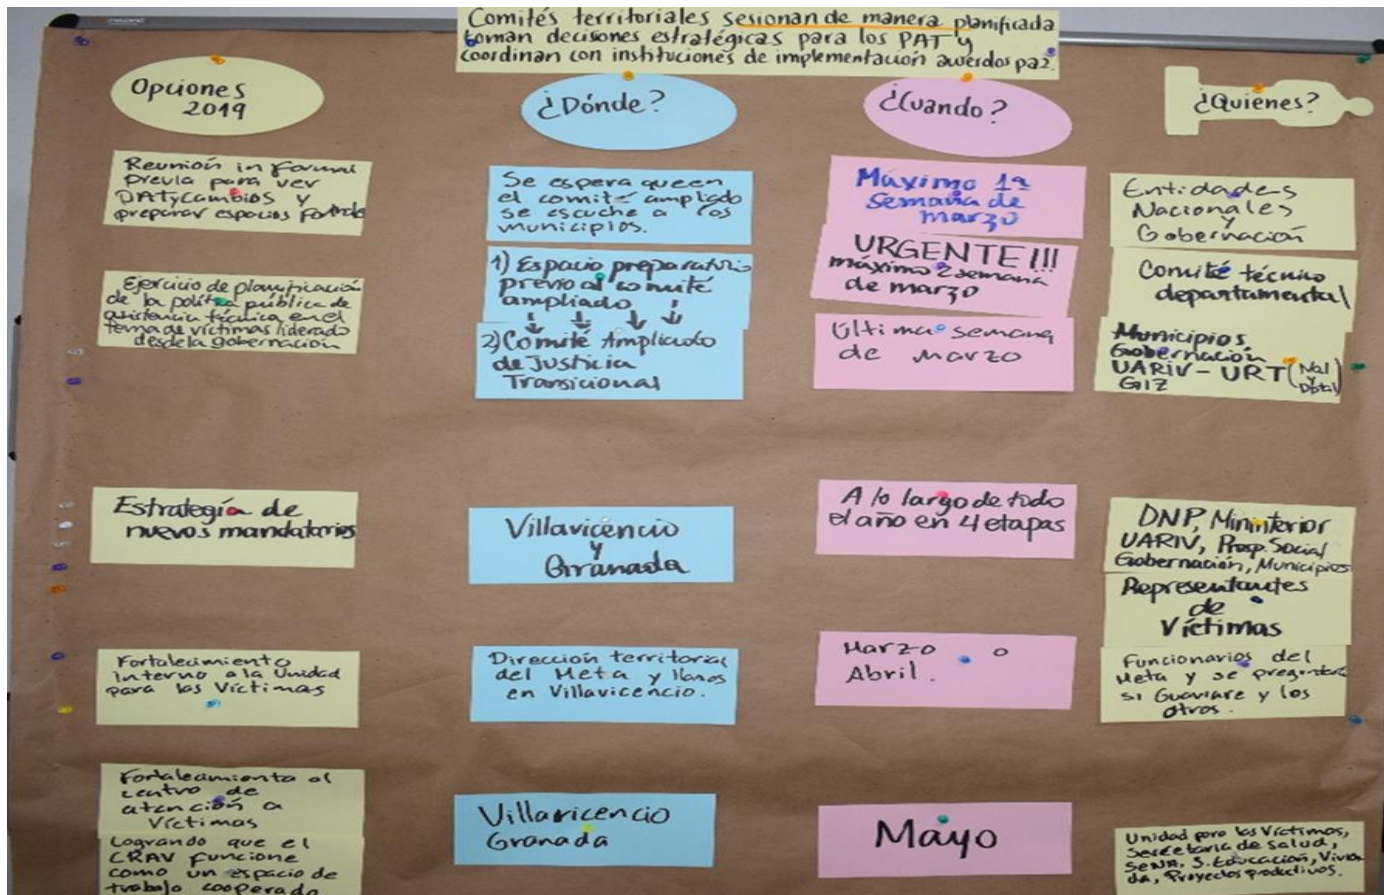 Comités territoriales sesionan de manera planificada
toman decisiones estratégicas para los PAT y
coordinan con instituciones de implementación acuerdos paz.
Opciones
2019
¿Dónde?
¿Cuando?
¿Quienes?
Reunión informal
previa para ver
PAT y cambios y
preparar espacios formales
Se espera que en
el comité ampliado
se escuche a los
municipios.
Máximo 1ª
Semana de
marzo
Entidades
Nacionales
y
Gobernación
Ejercicio de planificación
de la política pública de
asistencia técnica, en el
tema de víctimas liderado
desde la gobernación
1) Espacio preparatorio
previo al comité
ampliado
2) Comité Ampliado
de Justicia
Transicional
URGENTE!!!
máximo 2 semana
de marzo
Última semana
de marzo
Comité técnico
departamental
Municipios
Gobernación
UARIV - URT (Nal
y
Dptal)
GIZ
Estrategia de
nuevos mandatarios
Villavicencio
y
Granada
A lo largo de todo
el año en 4 etapas
DNP, Mininterior
UARIV, Prosp. Social
Gobernación, Municipios
Representantes
de
Víctimas
Fortalecimiento
Interno a la Unidad
para las Víctimas
Dirección territorial
del Meta y llanos
en Villavicencio.
Marzo o
Abril.
Funcionarios del
Meta y se preguntará
si Guaviare y los
otros.
Fortalecimiento al
centro de
atención a
Víctimas
Logrando que el
CRAV funcione
como un espacio de
trabajo cooperado
Villavicencio
Granada
Mayo
Unidad para las Víctimas,
Secretaria de salud,
SENA, S. Educación, Vivien
da, Proyectos productivos.